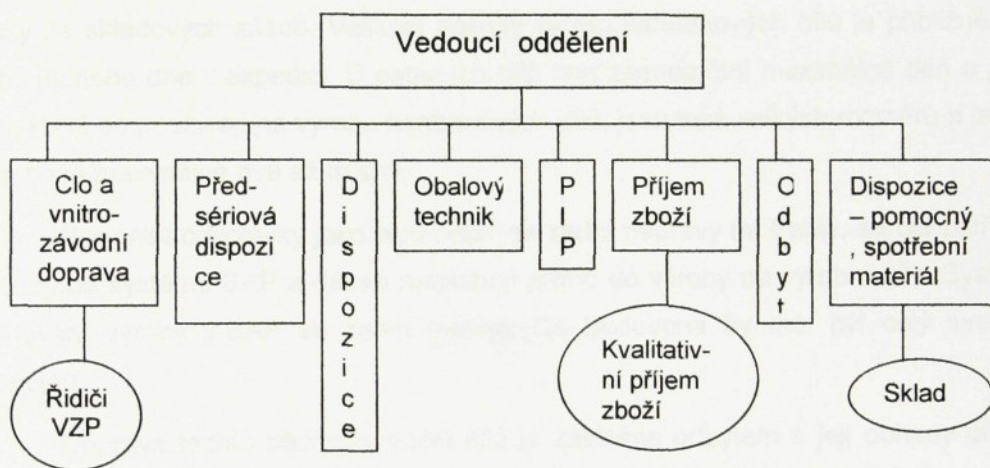 Vedoucí oddělení
Clo a
vnitro-
závodní
doprava
Před-
sériová
dispozi
ce
D
i
s
p
o
z
i
c
e
Obalový
technik
P
I
P
Příjem
zboží
O
d
b
y
t
Dispozice
– pomocný
, spotřební
materiál
Řidiči
VZP
Kvalitativ-
ní příjem
zboží
Sklad